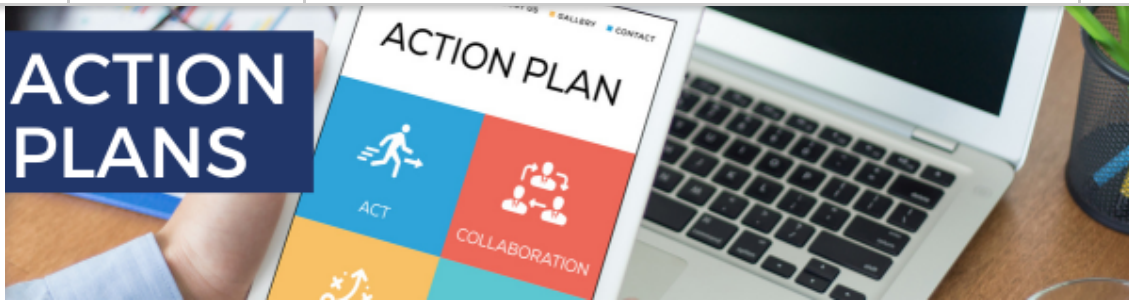 ACTION
PLANS
GALLERY
CONTACT
ACTION PLAN
ACT
COLLABORATION